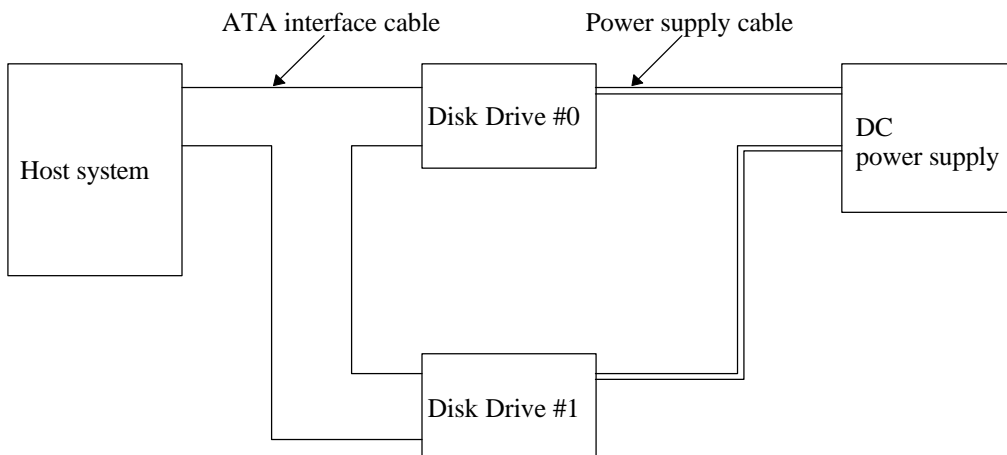 ATA interface cable
Power supply cable
Host system
Disk Drive #0
DC
power supply
Disk Drive #1